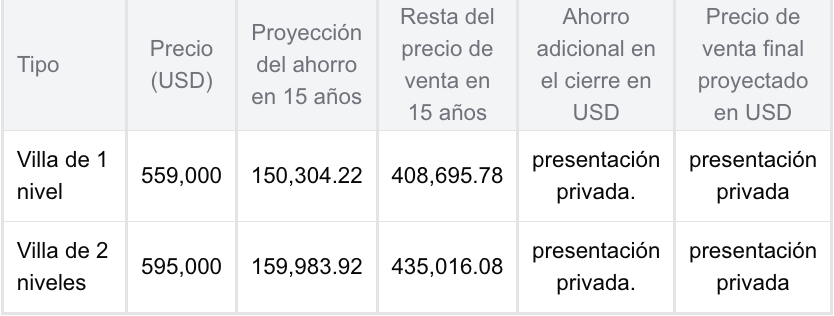 Tipo
Precio
(USD)
Proyección
del ahorro
en 15 años
Resta del
precio de
venta en
15 años
Ahorro
adicional en
el cierre en
USD
Precio de
venta final
proyectado
en USD
Villa de 1
nivel
559,000
150,304.22
408,695.78
presentación
privada.
presentación
privada
Villa de 2
niveles
595,000
159,983.92
435,016.08
presentación
privada.
presentación
privada